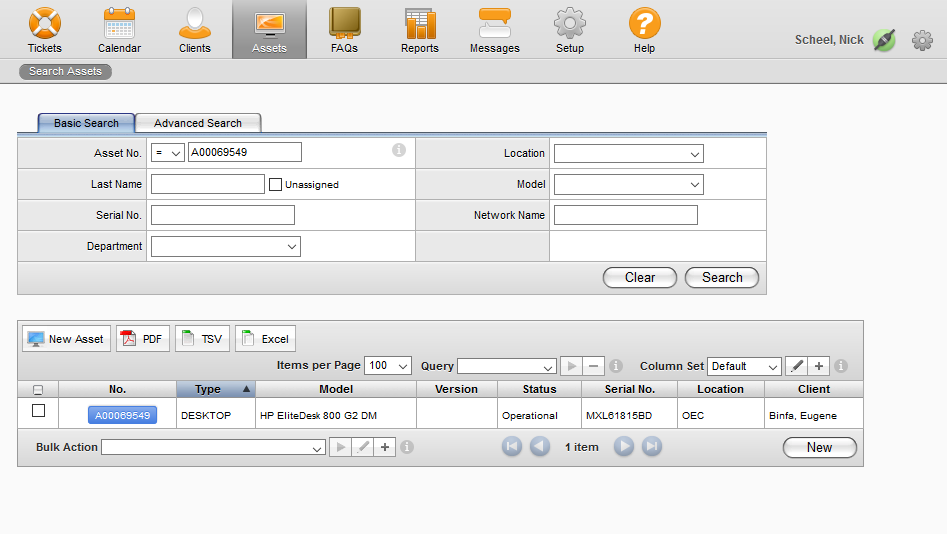 Tickets Calendar Clients Assets FAQs Reports Messages Setup Help
Scheel, Nick
Search Assets
Basic Search Advanced Search
Asset No. = A00069549 Location
Last Name Unassigned Model
Serial No. Network Name
Department
Clear Search
New Asset PDF TSV Excel
Items per Page 100 Query Column Set Default
No. Type Model Version Status Serial No. Location Client
A00069549 DESKTOP HP EliteDesk 800 G2 DM Operational MXL61815BD OEC Binfa, Eugene
Bulk Action 1 item New